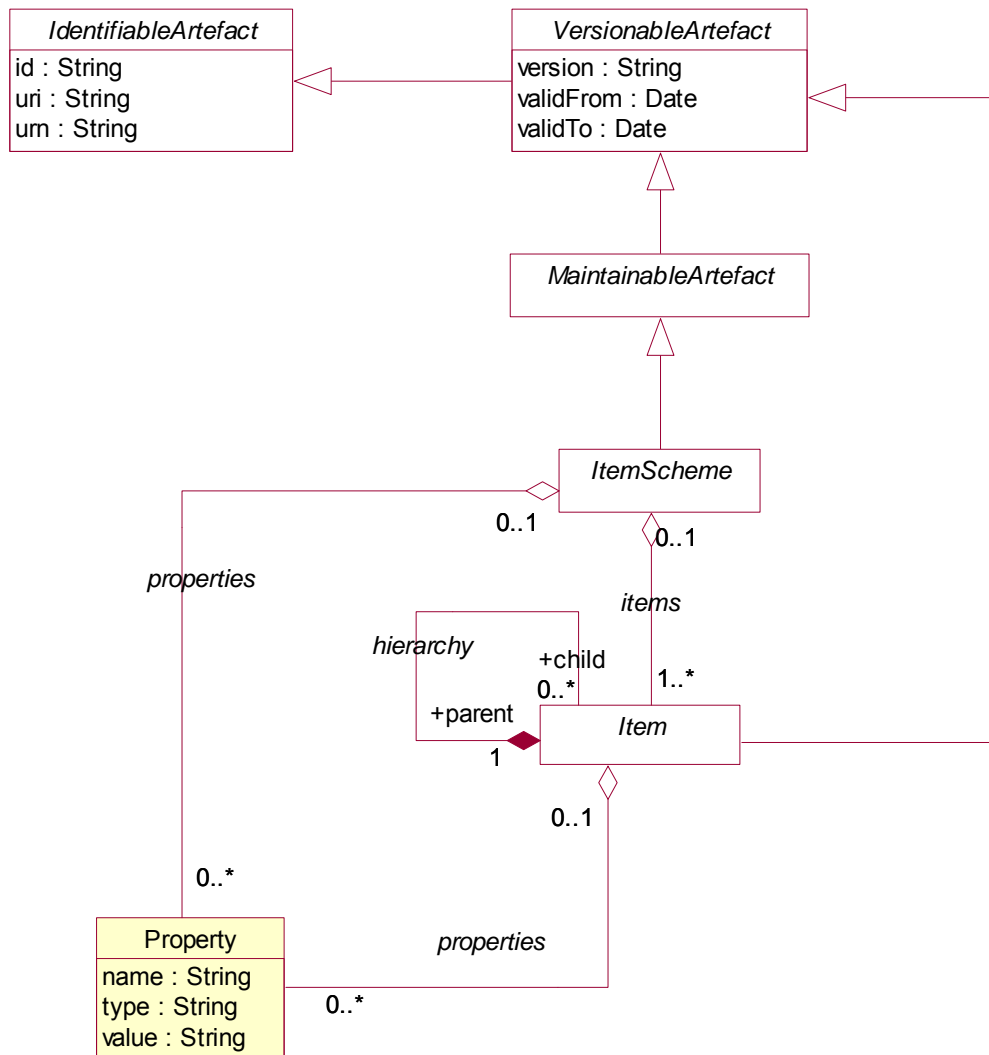 IdentifiableArtefact
id : String
uri : String
urn : String
VersionableArtefact
version : String
validFrom : Date
validTo : Date
MaintainableArtefact
ItemScheme
0..1
0..1
properties
items
hierarchy
+child
0..*
1..*
+parent
1
Item
0..1
0..*
properties
0..*
Property
name : String
type : String
value : String